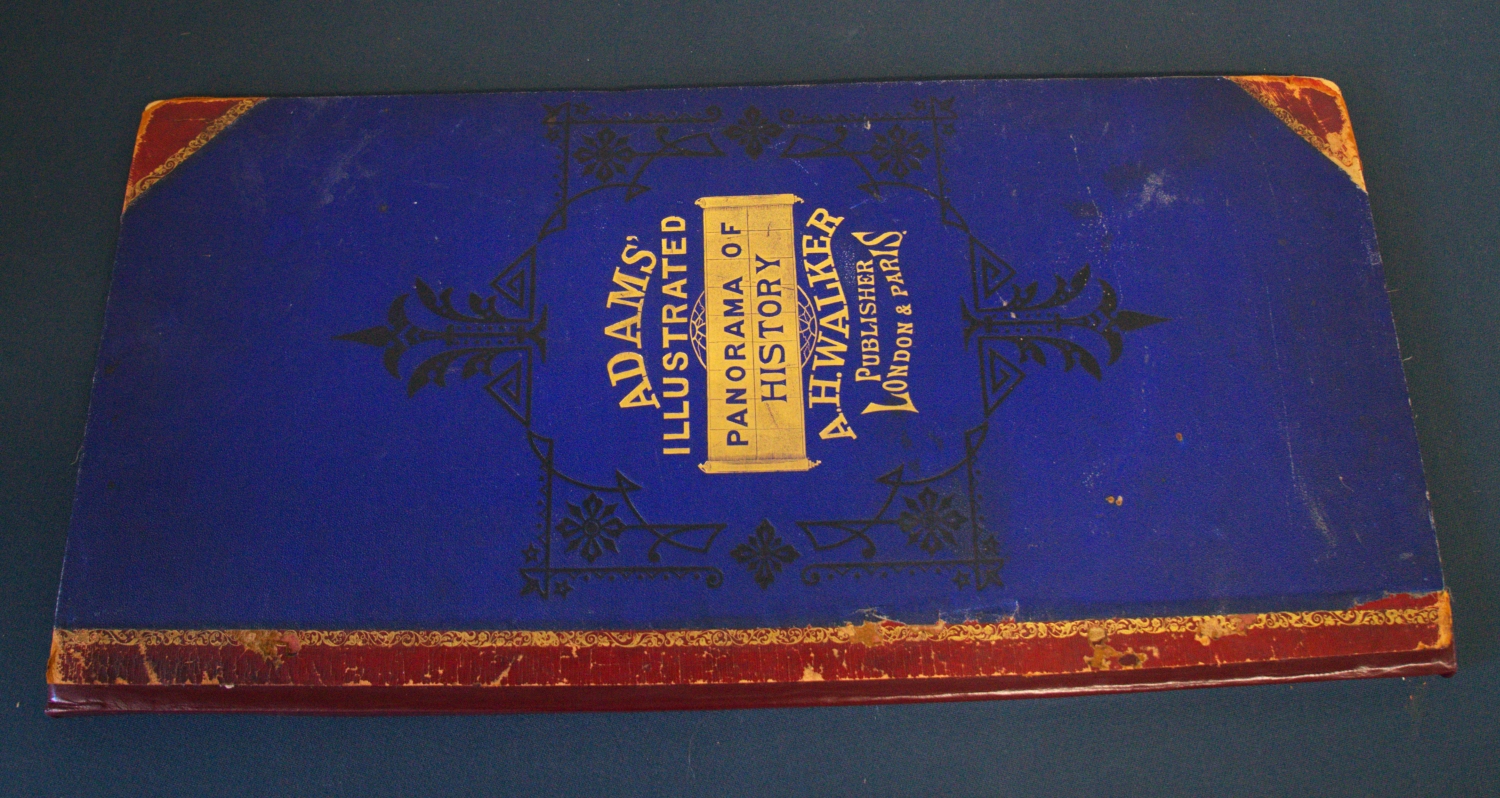 ADAMS'
ILLUSTRATED
PANORAMA OF
HISTORY
A.H. WALKER
PUBLISHER
LONDON & PARIS.